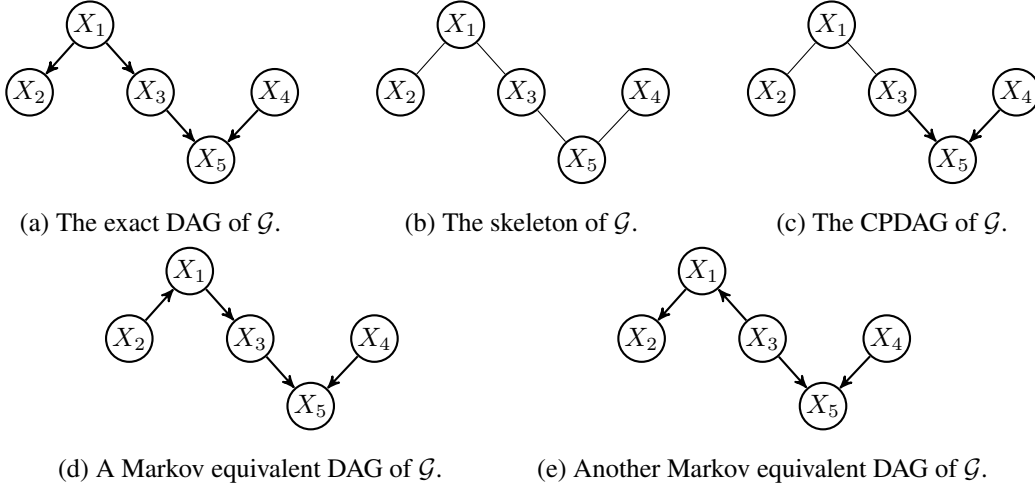 X₁ X₁ X₁
X₂ X₃ X₄ X₂ X₃ X₄ X₂ X₃ X₄
X₅ X₅ X₅
(a) The exact DAG of 𝒢. (b) The skeleton of 𝒢. (c) The CPDAG of 𝒢.
X₁ X₁
X₂ X₃ X₄ X₂ X₃ X₄
X₅ X₅
(d) A Markov equivalent DAG of 𝒢. (e) Another Markov equivalent DAG of 𝒢.